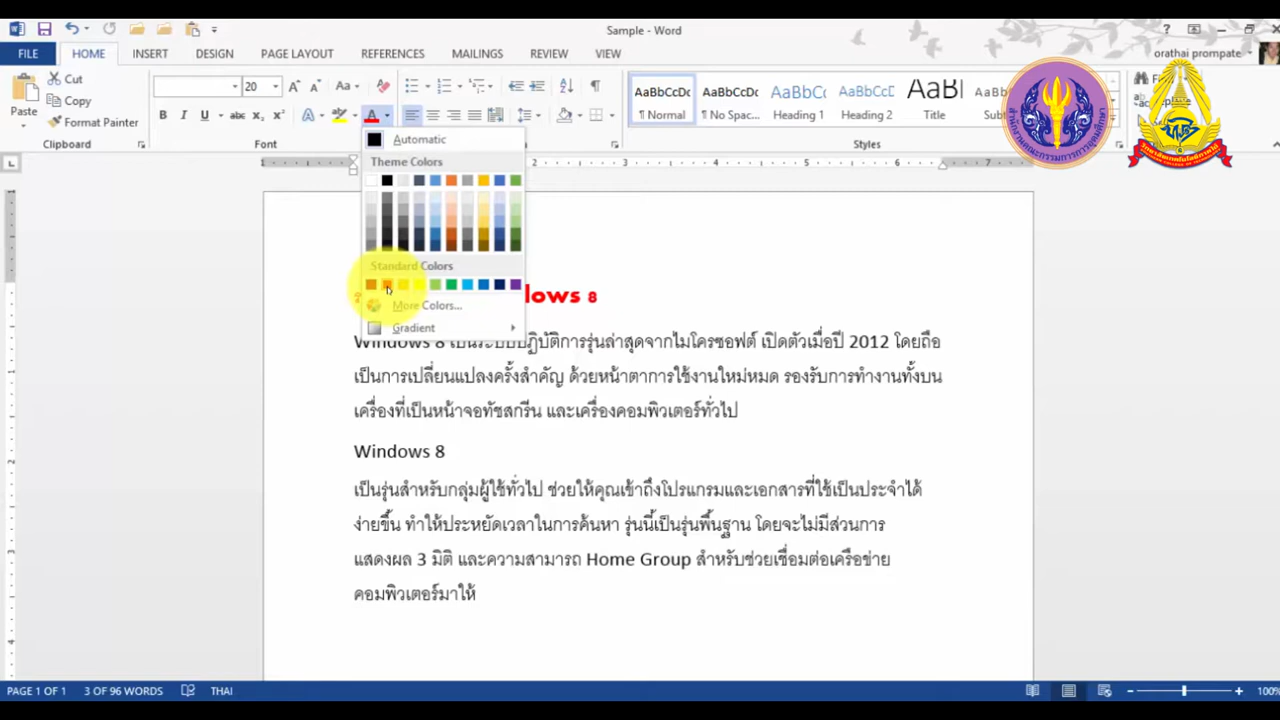 Sample - Word
FILE HOME INSERT DESIGN PAGE LAYOUT REFERENCES MAILINGS REVIEW VIEW
orathai prompate
Cut
Copy
Format Painter
Paste
20
Aa
B I U abc X₂ X²
A A
Clipboard Font Styles
AaBbCcDc AaBbCcDc AaBbCc AaBbCcD AaB
¶ Normal ¶ No Spac... Heading 1 Heading 2 Title
Automatic
Theme Colors
Standard Colors
More Colors...
Gradient
1 2 3 4 5 6 7
lows 8
Windows 8 เป็นระบบปฏิบัติการรุ่นล่าสุดจากไมโครซอฟต์ เปิดตัวเมื่อปี 2012 โดยถือ
เป็นการเปลี่ยนแปลงครั้งสำคัญ ด้วยหน้าตาการใช้งานใหม่หมด รองรับการทำงานทั้งบน
เครื่องที่เป็นหน้าจอทัชสกรีน และเครื่องคอมพิวเตอร์ทั่วไป
Windows 8
เป็นรุ่นสำหรับกลุ่มผู้ใช้ทั่วไป ช่วยให้คุณเข้าถึงโปรแกรมและเอกสารที่ใช้เป็นประจำได้
ง่ายขึ้น ทำให้ประหยัดเวลาในการค้นหา รุ่นนี้เป็นรุ่นพื้นฐาน โดยจะไม่มีส่วนการ
แสดงผล 3 มิติ และความสามารถ Home Group สำหรับช่วยเชื่อมต่อเครือข่าย
คอมพิวเตอร์มาให้
PAGE 1 OF 1 3 OF 96 WORDS THAI
100%